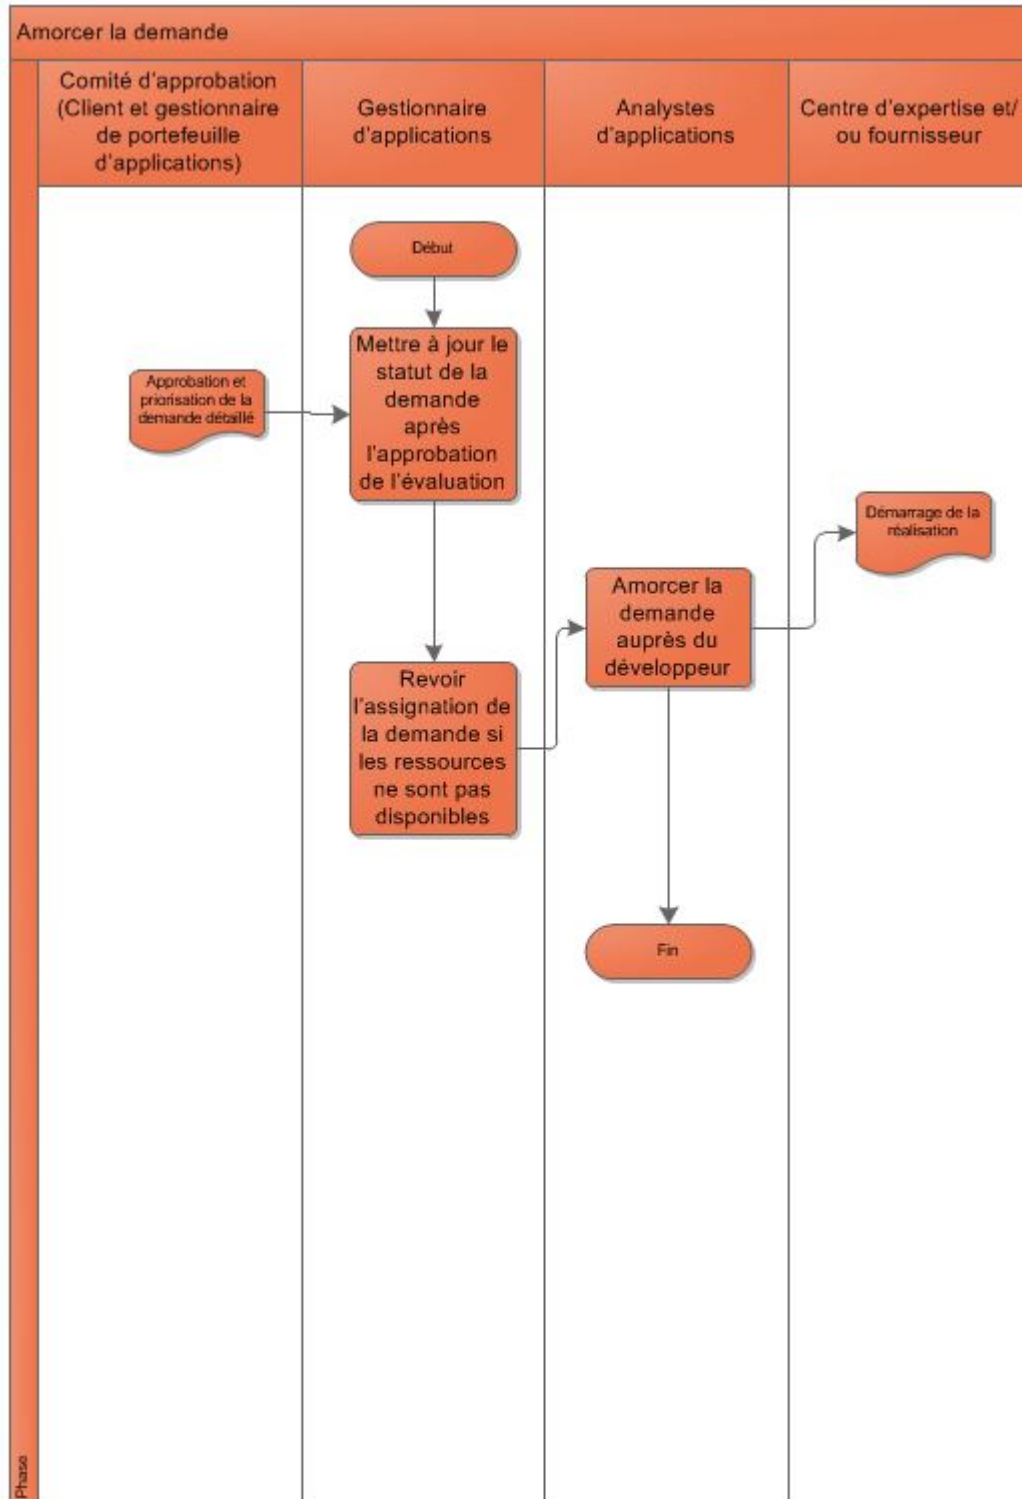 Amorcer la demande
Comité d'approbation
(Client et gestionnaire
de portefeuille
d'applications)
Gestionnaire
d'applications
Analystes
d'applications
Centre d'expertise et/
ou fournisseur
Début
Mettre à jour le
statut de la
demande
après
l'approbation
de l'évaluation
Approbation et
priorisation de la
demande détaillé
Démarrage de la
réalisation
Amorcer la
demande
auprès du
développeur
Revoir
l'assignation de
la demande si
les ressources
ne sont pas
disponibles
Fin
Phase